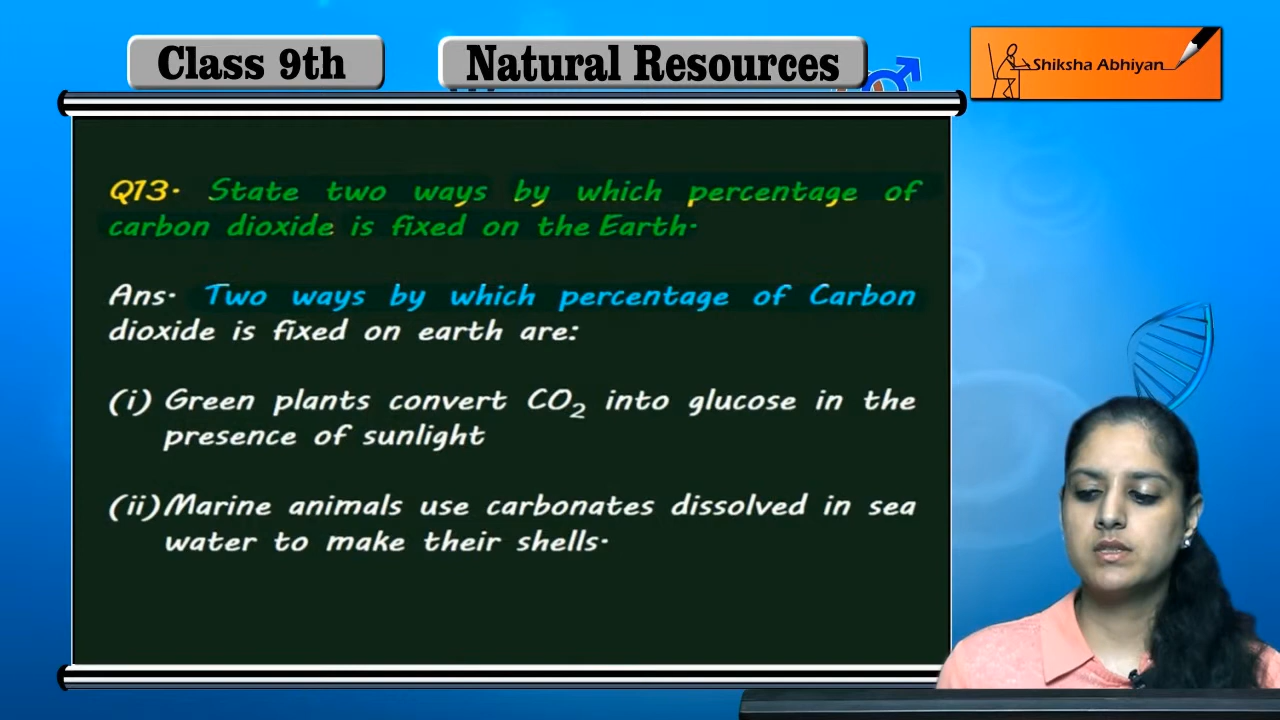 Class 9th
Natural Resources
Shiksha Abhiyan
Q13. State two ways by which percentage of
carbon dioxide is fixed on the Earth.
Ans. Two ways by which percentage of Carbon
dioxide is fixed on earth are:
(i) Green plants convert CO₂ into glucose in the
presence of sunlight
(ii) Marine animals use carbonates dissolved in sea
water to make their shells.